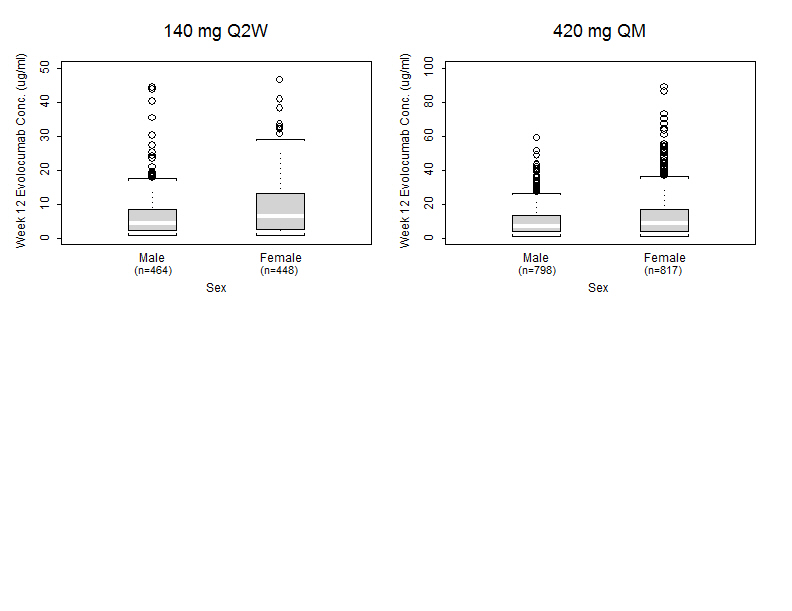 140 mg Q2W
Week 12 Evolocumab Conc. (ug/ml)
50
40
30
20
10
0
Male
(n=464)
Female
(n=448)
Sex
420 mg QM
Week 12 Evolocumab Conc. (ug/ml)
100
80
60
40
20
0
Male
(n=798)
Female
(n=817)
Sex